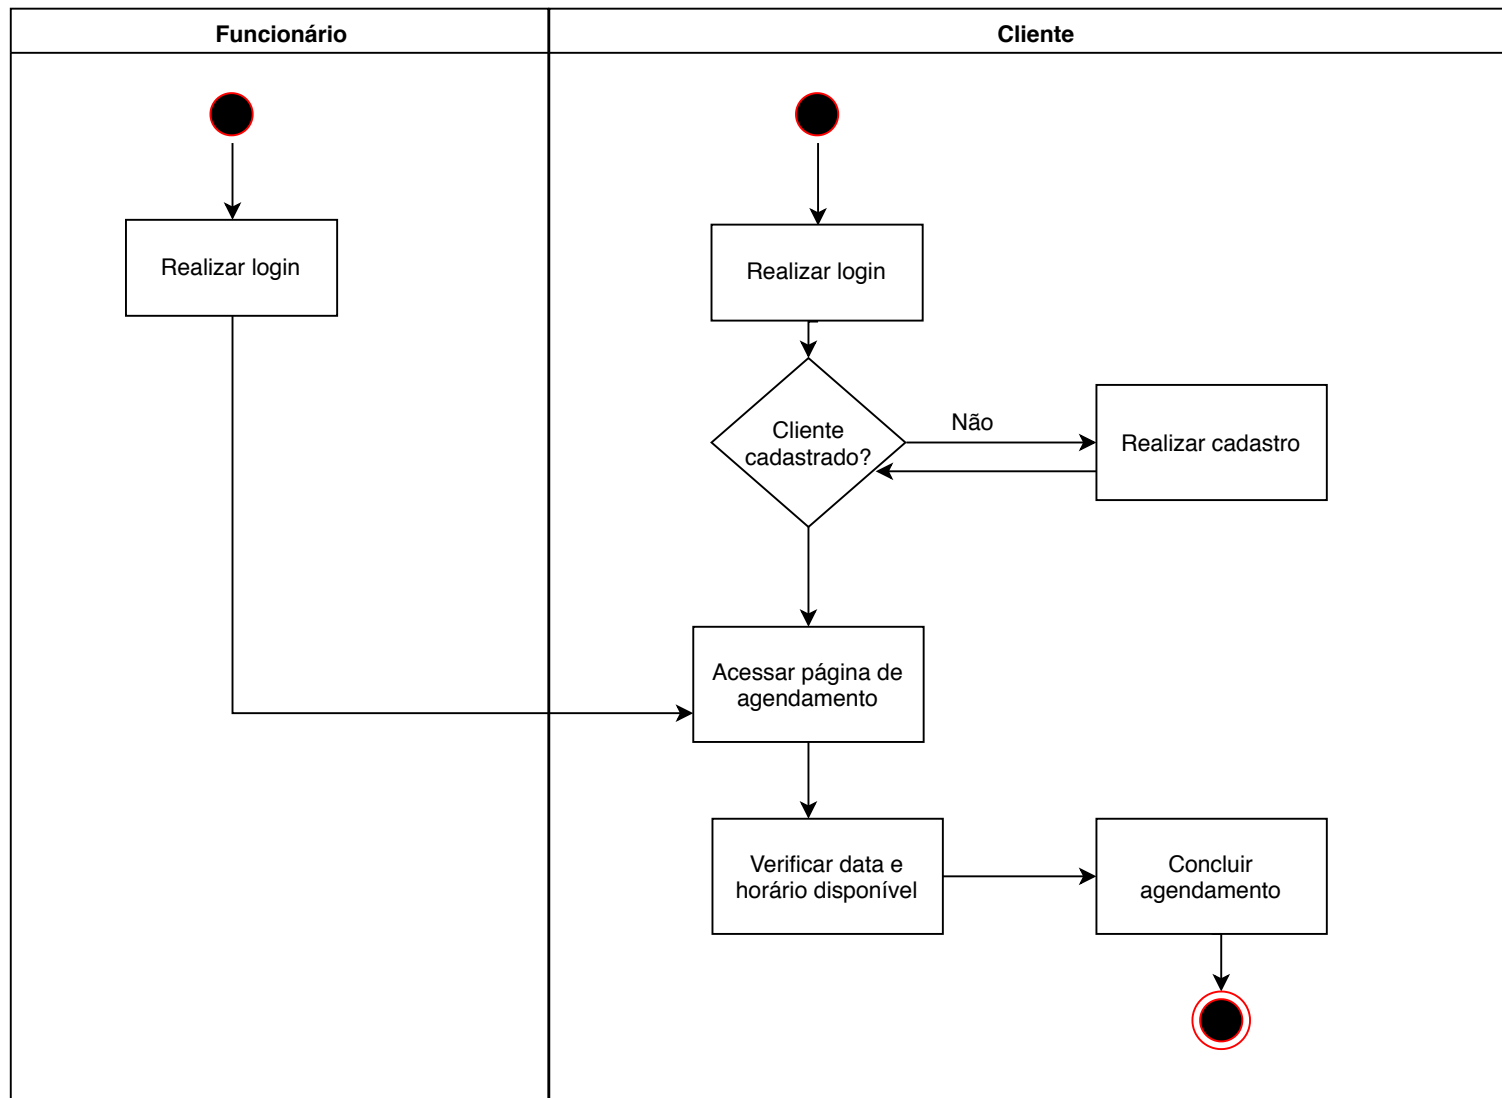 Funcionário
Cliente
Realizar login
Realizar login
Cliente
cadastrado?
Não
Realizar cadastro
Acessar página de
agendamento
Verificar data e
horário disponível
Concluir
agendamento